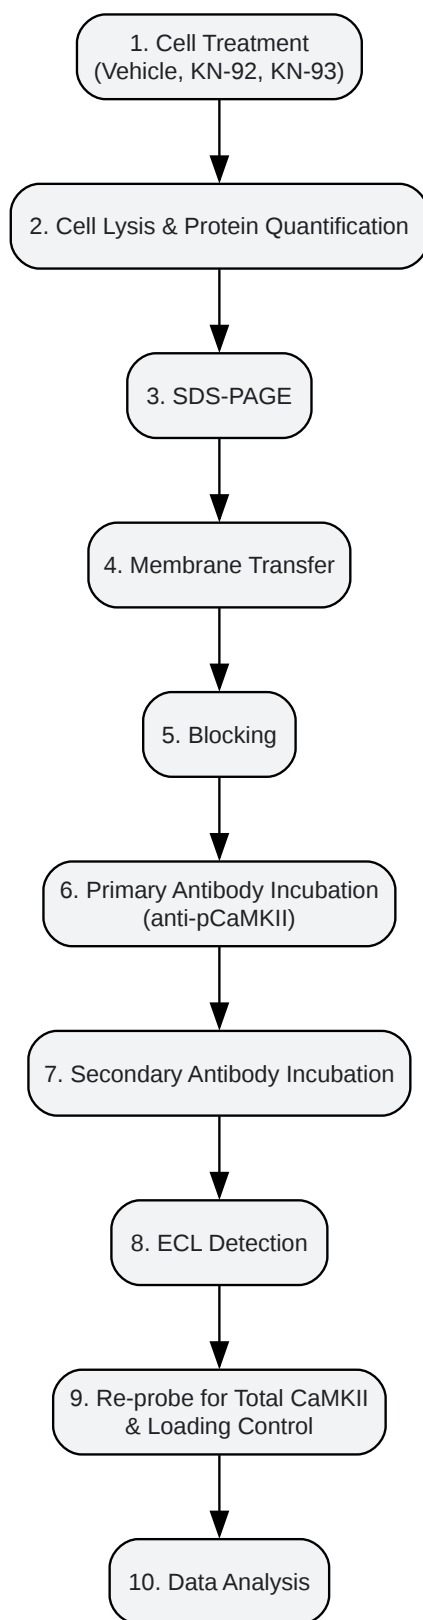 1. Cell Treatment
(Vehicle, KN-92, KN-93)
2. Cell Lysis & Protein Quantification
3. SDS-PAGE
4. Membrane Transfer
5. Blocking
6. Primary Antibody Incubation
(anti-pCaMKII)
7. Secondary Antibody Incubation
8. ECL Detection
9. Re-probe for Total CaMKII
& Loading Control
10. Data Analysis